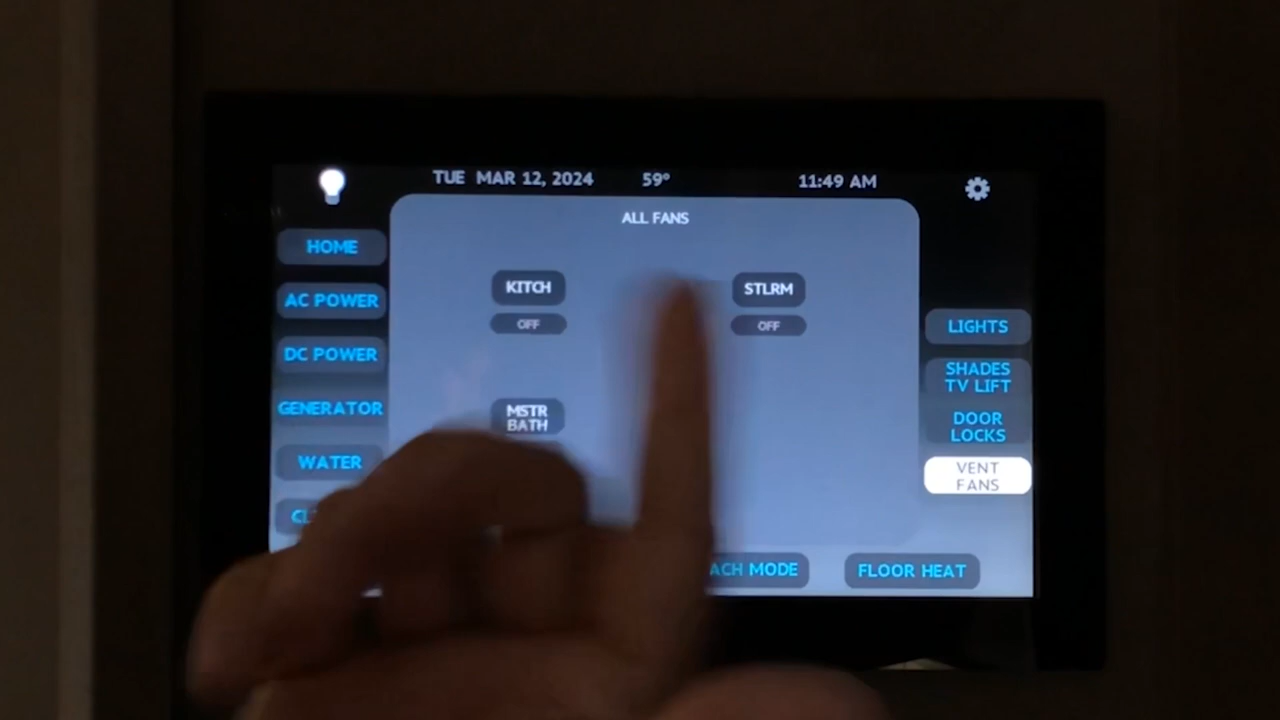 TUE MAR 12, 2024 59° 11:49 AM
ALL FANS
HOME
AC POWER
DC POWER
GENERATOR
WATER
KITCH
OFF
STLRM
OFF
MSTR
BATH
LIGHTS
SHADES
TV LIFT
DOOR
LOCKS
VENT
FANS
MODE
FLOOR HEAT